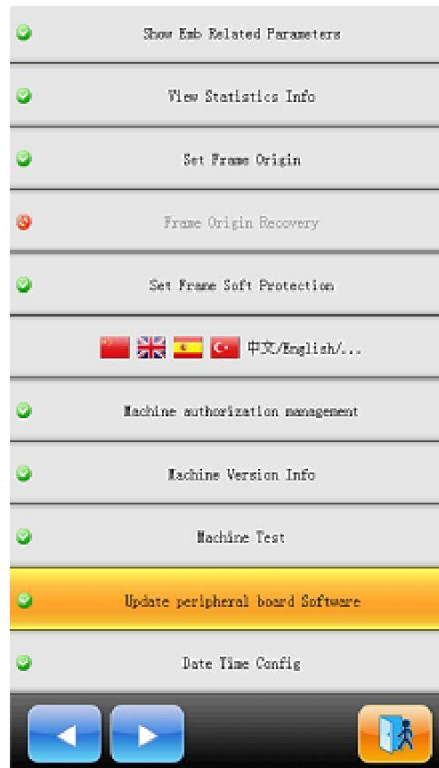 Show Emb Related Parameters
View Statistics Info
Set Frame Origin
Frame Origin Recovery
Set Frame Soft Protection
中文/English/...
Machine authorization management
Machine Version Info
Machine Test
Update peripheral board Software
Date Time Config